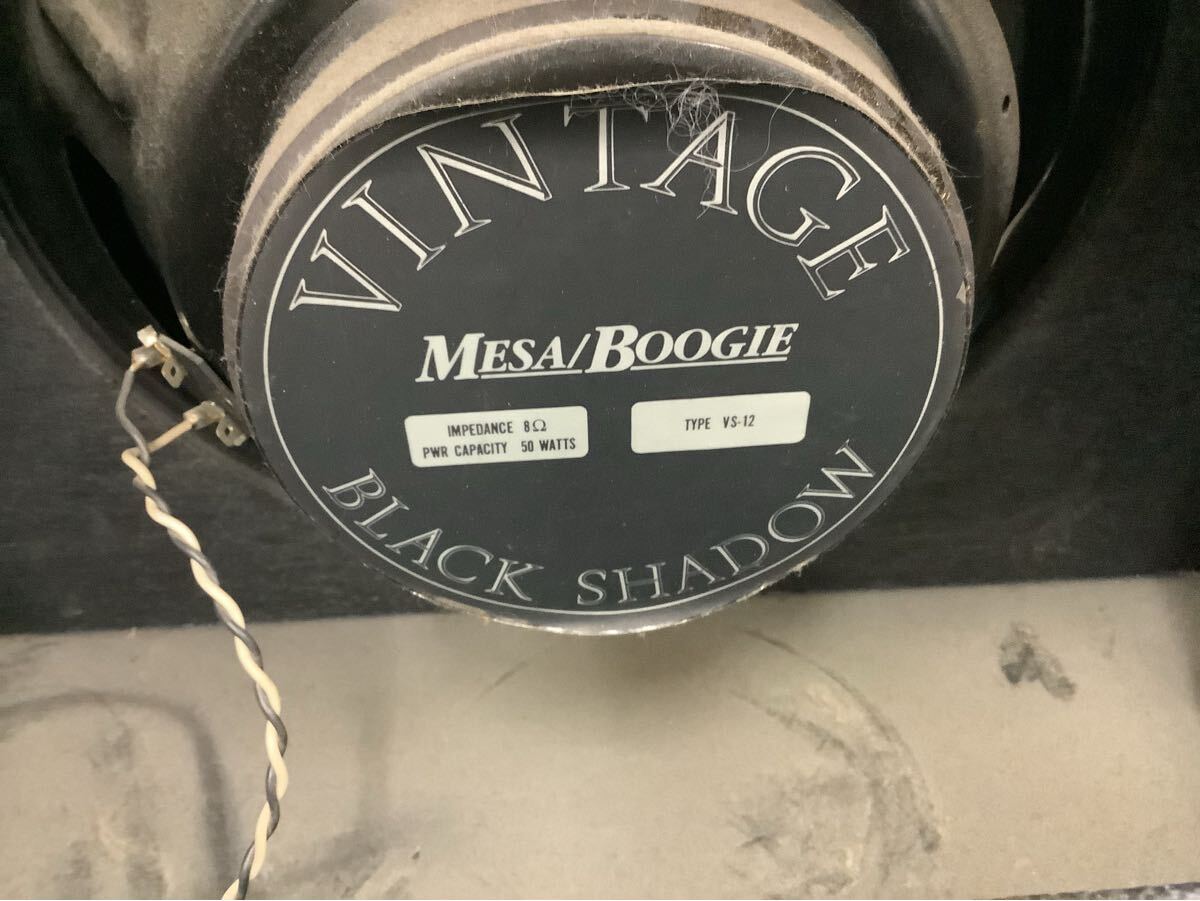 VINTAGE
MESA/BOOGIE
IMPEDANCE 8Ω
PWR CAPACITY 50 WATTS
TYPE VS-12
BLACK SHADOW